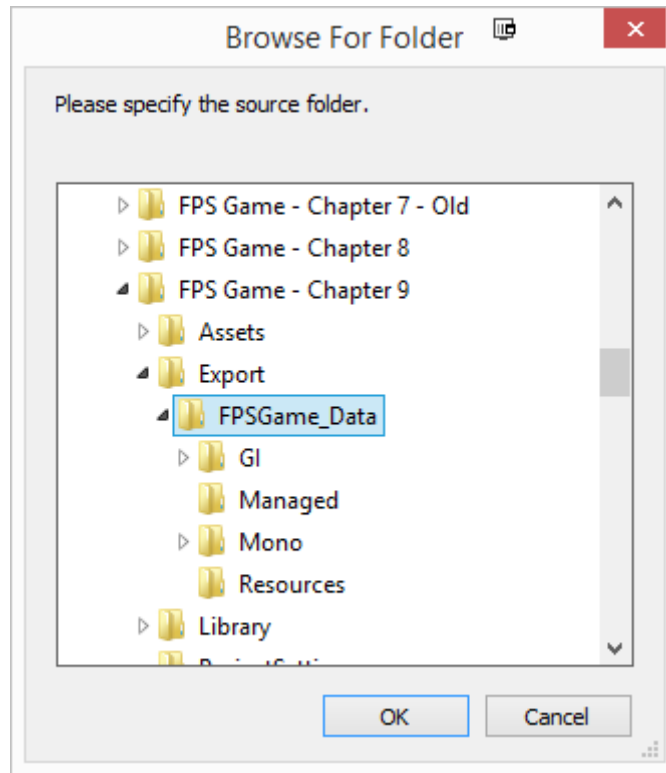 Browse For Folder
Please specify the source folder.
FPS Game - Chapter 7 - Old
FPS Game - Chapter 8
FPS Game - Chapter 9
Assets
Export
FPSGame_Data
GI
Managed
Mono
Resources
Library
OK
Cancel